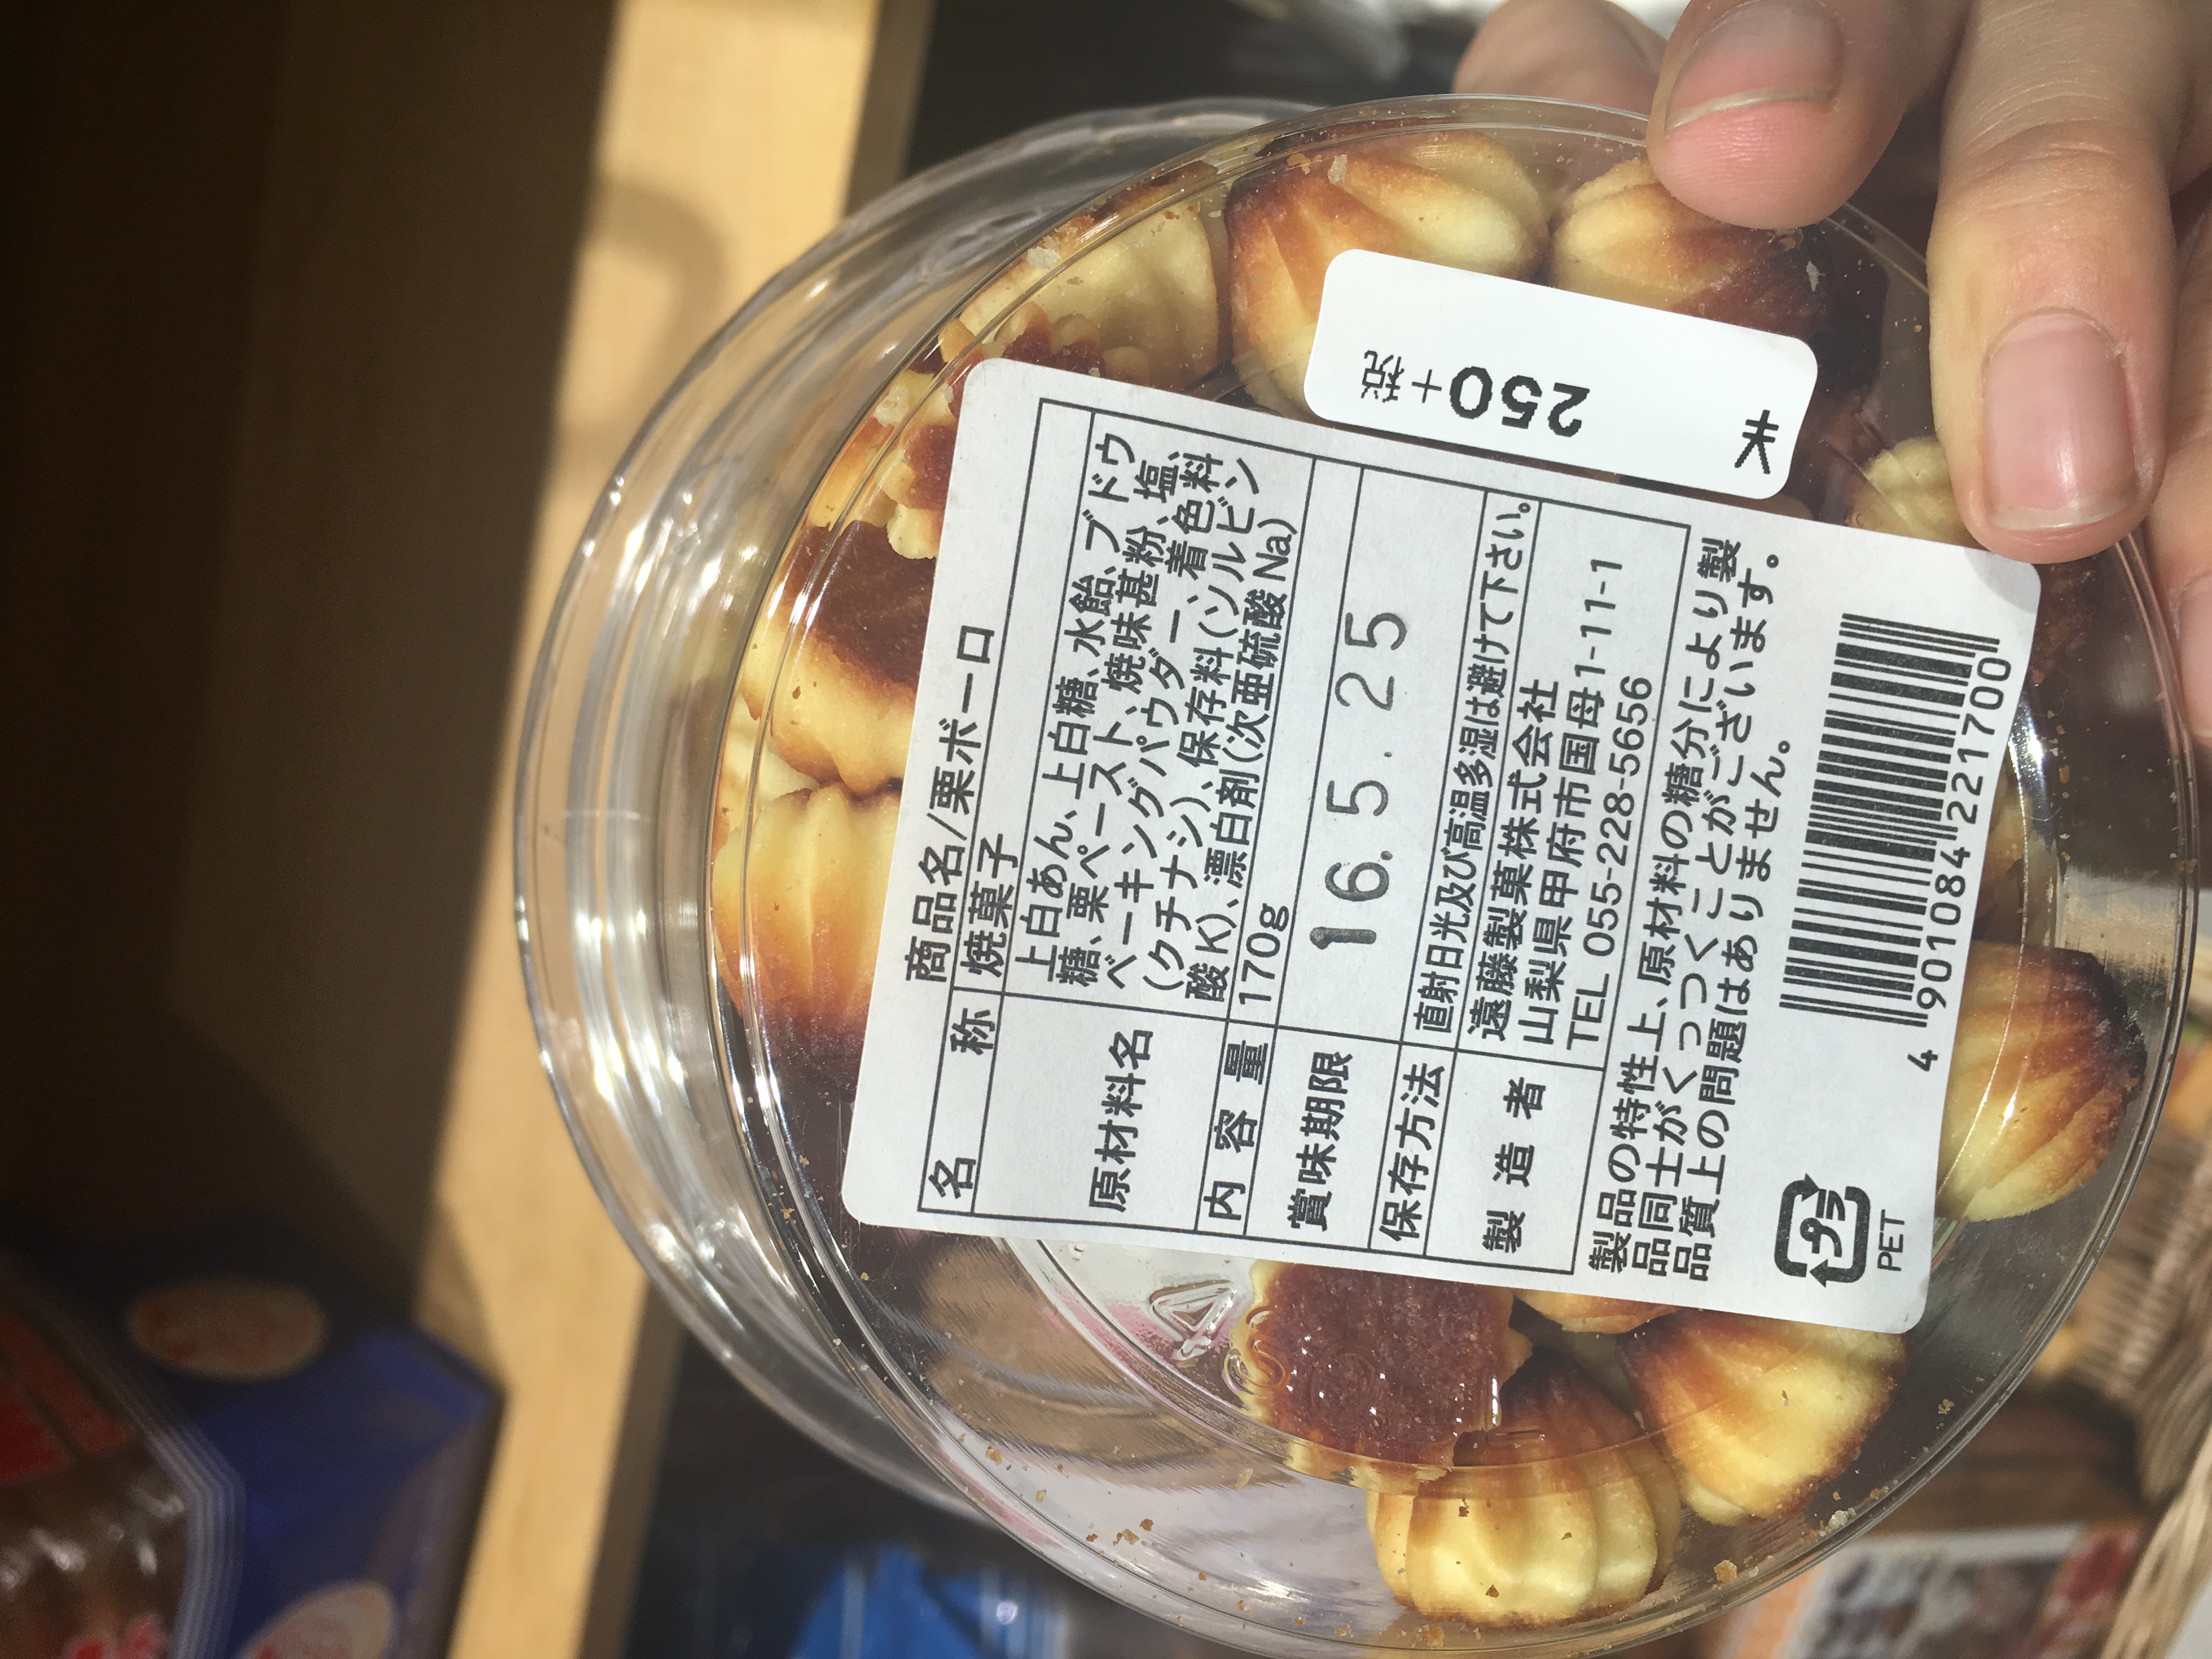 商品名/栗ボーロ
名称 焼菓子
原材料名 上白あん、上白糖、水飴、ブドウ
糖、栗ペースト、焼味甚粉、塩、
ベーキングパウダー、着色料
(クチナシ)、保存料(ソルビン
酸K)、漂白剤(次亜硫酸Na)
内容量 170g
賞味期限 16.5.25
保存方法 直射日光及び高温多湿は避けて下さい。
製造者 遠藤製菓株式会社
山梨県甲府市国母1-11-1
TEL 055-228-5656
製品の特性上、原材料の糖分により製
品同士がくっつくことがございます。
品質上の問題はありません。
プラ
PET
4 901084 221700
¥ 250+税